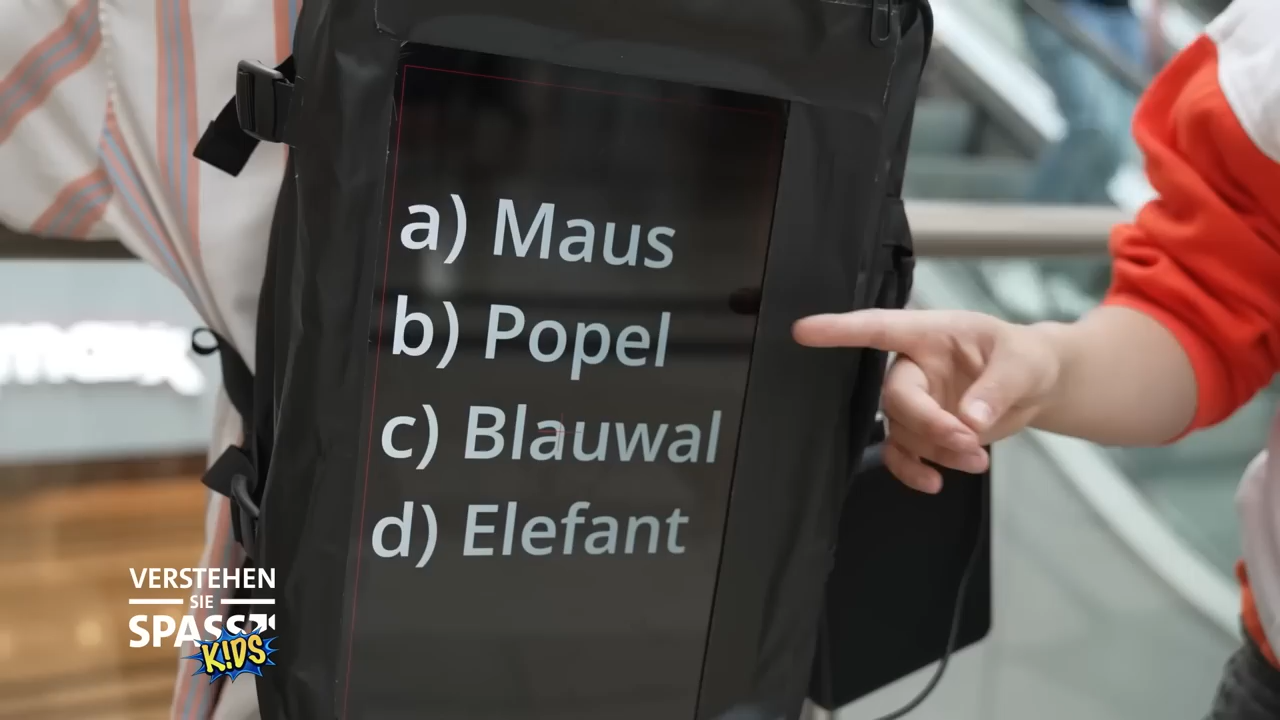 a) Maus
b) Popel
c) Blauwal
d) Elefant
VERSTEHEN
SIE
SPASS?
KIDS